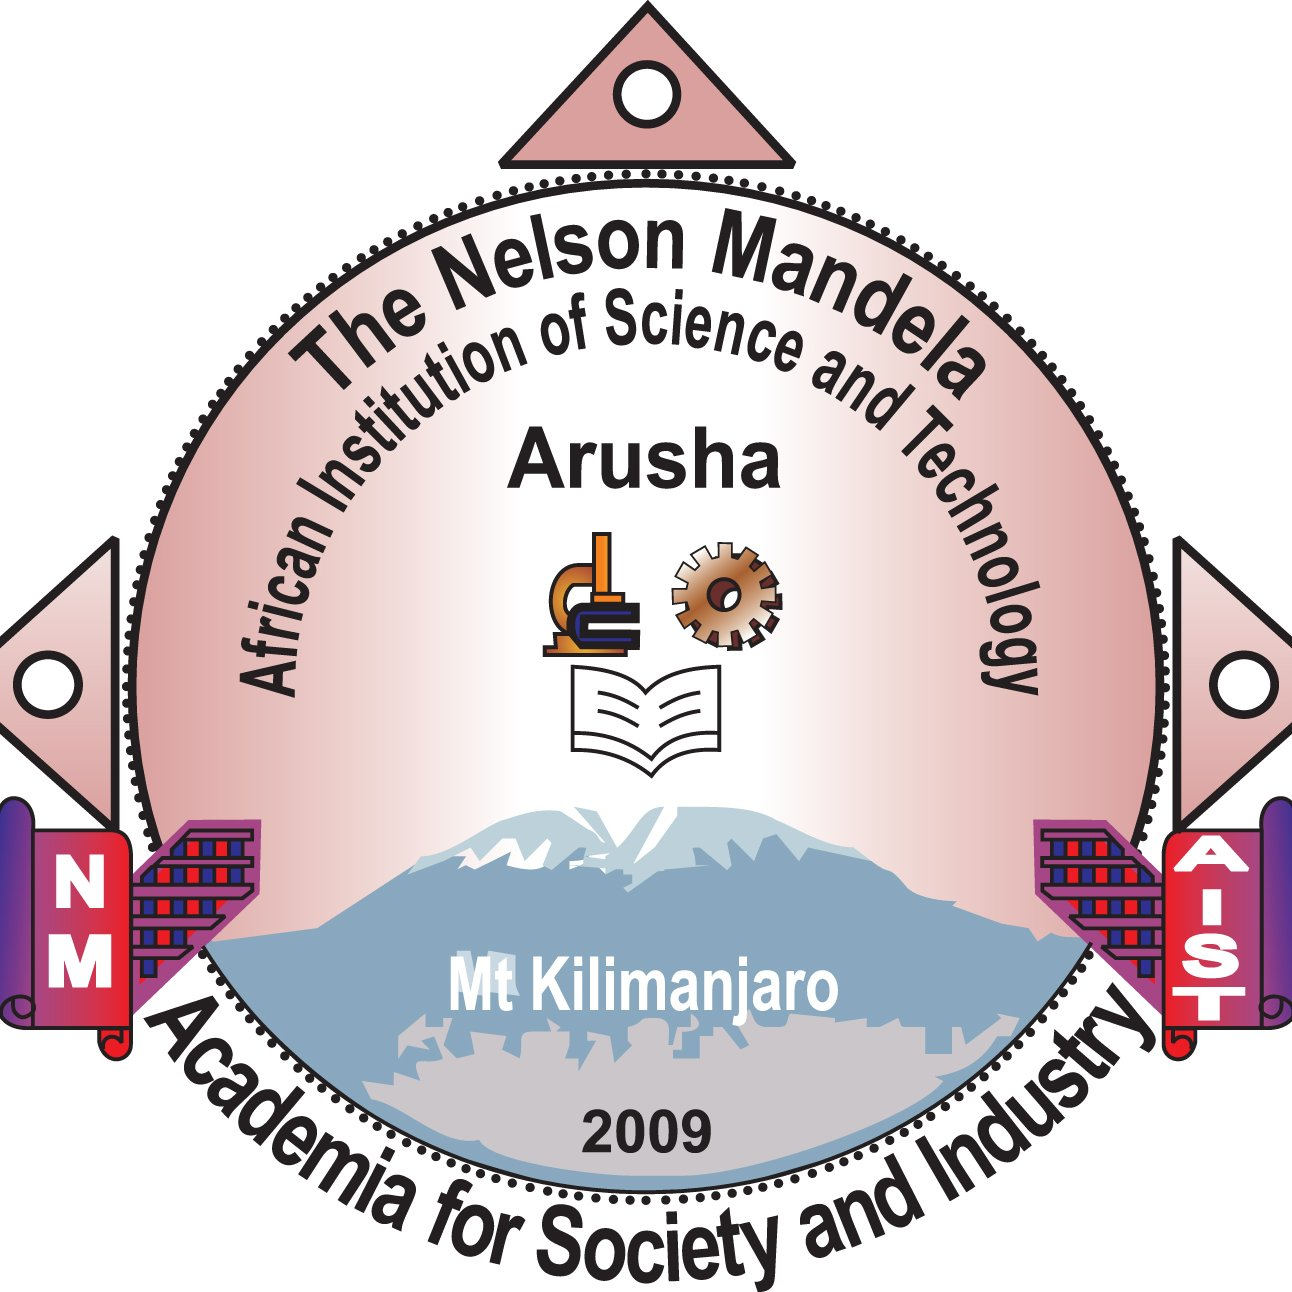 The Nelson Mandela
African Institution of Science and Technology
Arusha
NM
AIST
Mt Kilimanjaro
2009
Academia for Society and Industry